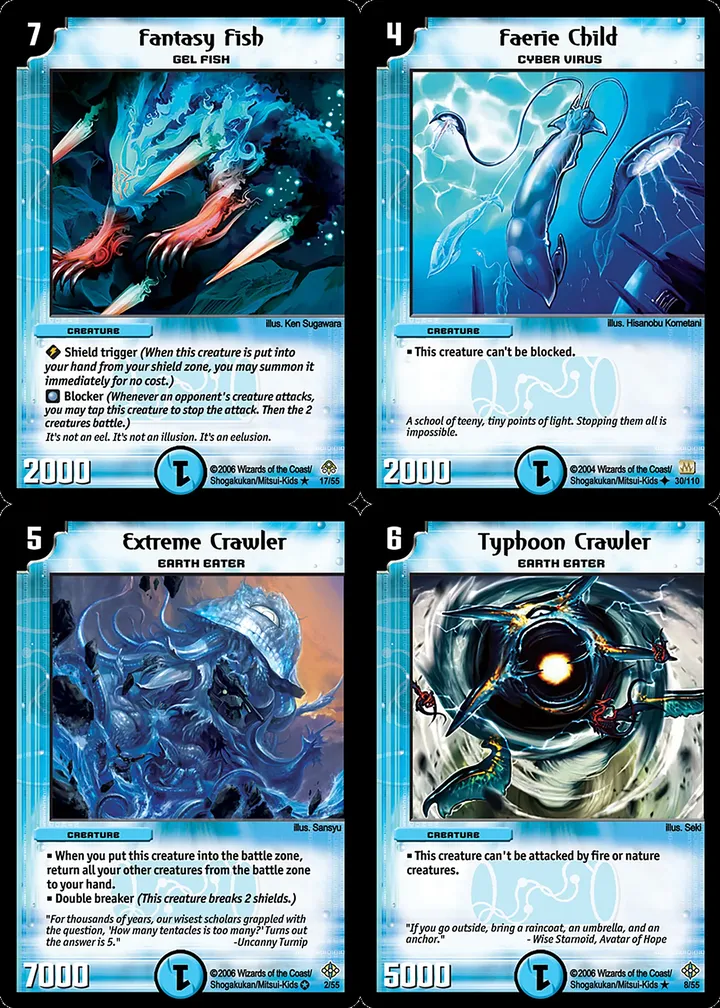 7
Fantasy Fish
GEL FISH
illus. Ken Sugawara
CREATURE
Shield trigger (When this creature is put into
your hand from your shield zone, you may summon it
immediately for no cost.)
Blocker (Whenever an opponent's creature attacks,
you may tap this creature to stop the attack. Then the 2
creatures battle.)
It's not an eel. It's not an illusion. It's an eelusion.
2000
©2006 Wizards of the Coast/
Shogakukan/Mitsui-Kids ★ 17/55
4
Faerie Child
CYBER VIRUS
illus. Hisanobu Kometani
CREATURE
▪ This creature can't be blocked.
A school of teeny, tiny points of light. Stopping them all is
impossible.
2000
©2004 Wizards of the Coast/
Shogakukan/Mitsui-Kids ✦ 30/110
5
Extreme Crawler
EARTH EATER
illus. Sansyu
CREATURE
▪ When you put this creature into the battle zone,
return all your other creatures from the battle zone
to your hand.
▪ Double breaker (This creature breaks 2 shields.)
"For thousands of years, our wisest scholars grappled with
the question, 'How many tentacles is too many?' Turns out
the answer is 5." -Uncanny Turnip
7000
©2006 Wizards of the Coast/
Shogakukan/Mitsui-Kids ✪ 2/55
6
Typhoon Crawler
EARTH EATER
illus. Seki
CREATURE
▪ This creature can't be attacked by fire or nature
creatures.
"If you go outside, bring a raincoat, an umbrella, and an
anchor." - Wise Starnoid, Avatar of Hope
5000
©2006 Wizards of the Coast/
Shogakukan/Mitsui-Kids ★ 8/55